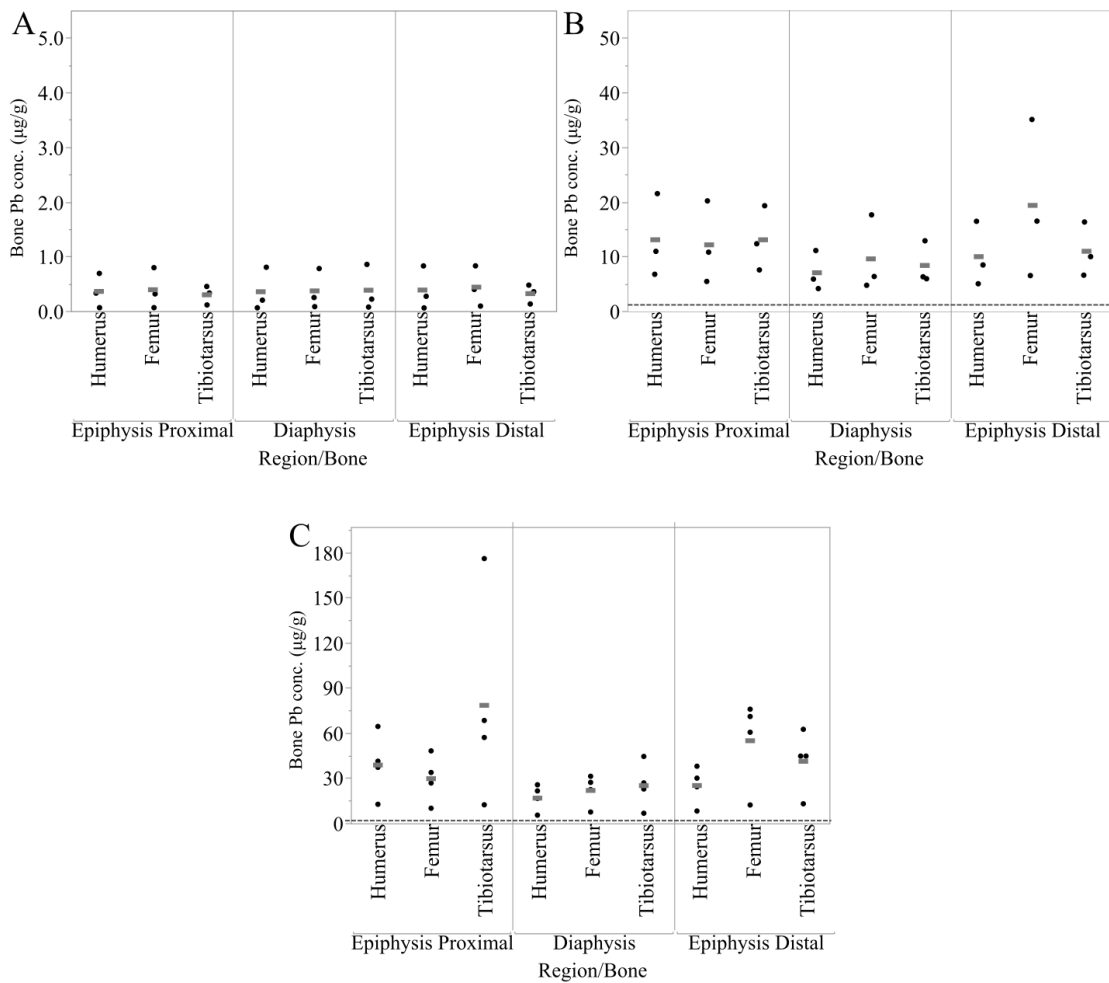 A
Bone Pb conc. (µg/g)
5.0
4.0
3.0
2.0
1.0
0.0
Humerus
Femur
Tibiotarsus
Humerus
Femur
Tibiotarsus
Humerus
Femur
Tibiotarsus
Epiphysis Proximal
Diaphysis
Epiphysis Distal
Region/Bone
B
Bone Pb conc. (µg/g)
50
40
30
20
10
0
Humerus
Femur
Tibiotarsus
Humerus
Femur
Tibiotarsus
Humerus
Femur
Tibiotarsus
Epiphysis Proximal
Diaphysis
Epiphysis Distal
Region/Bone
C
Bone Pb conc. (µg/g)
180
150
120
90
60
30
0
Humerus
Femur
Tibiotarsus
Humerus
Femur
Tibiotarsus
Humerus
Femur
Tibiotarsus
Epiphysis Proximal
Diaphysis
Epiphysis Distal
Region/Bone